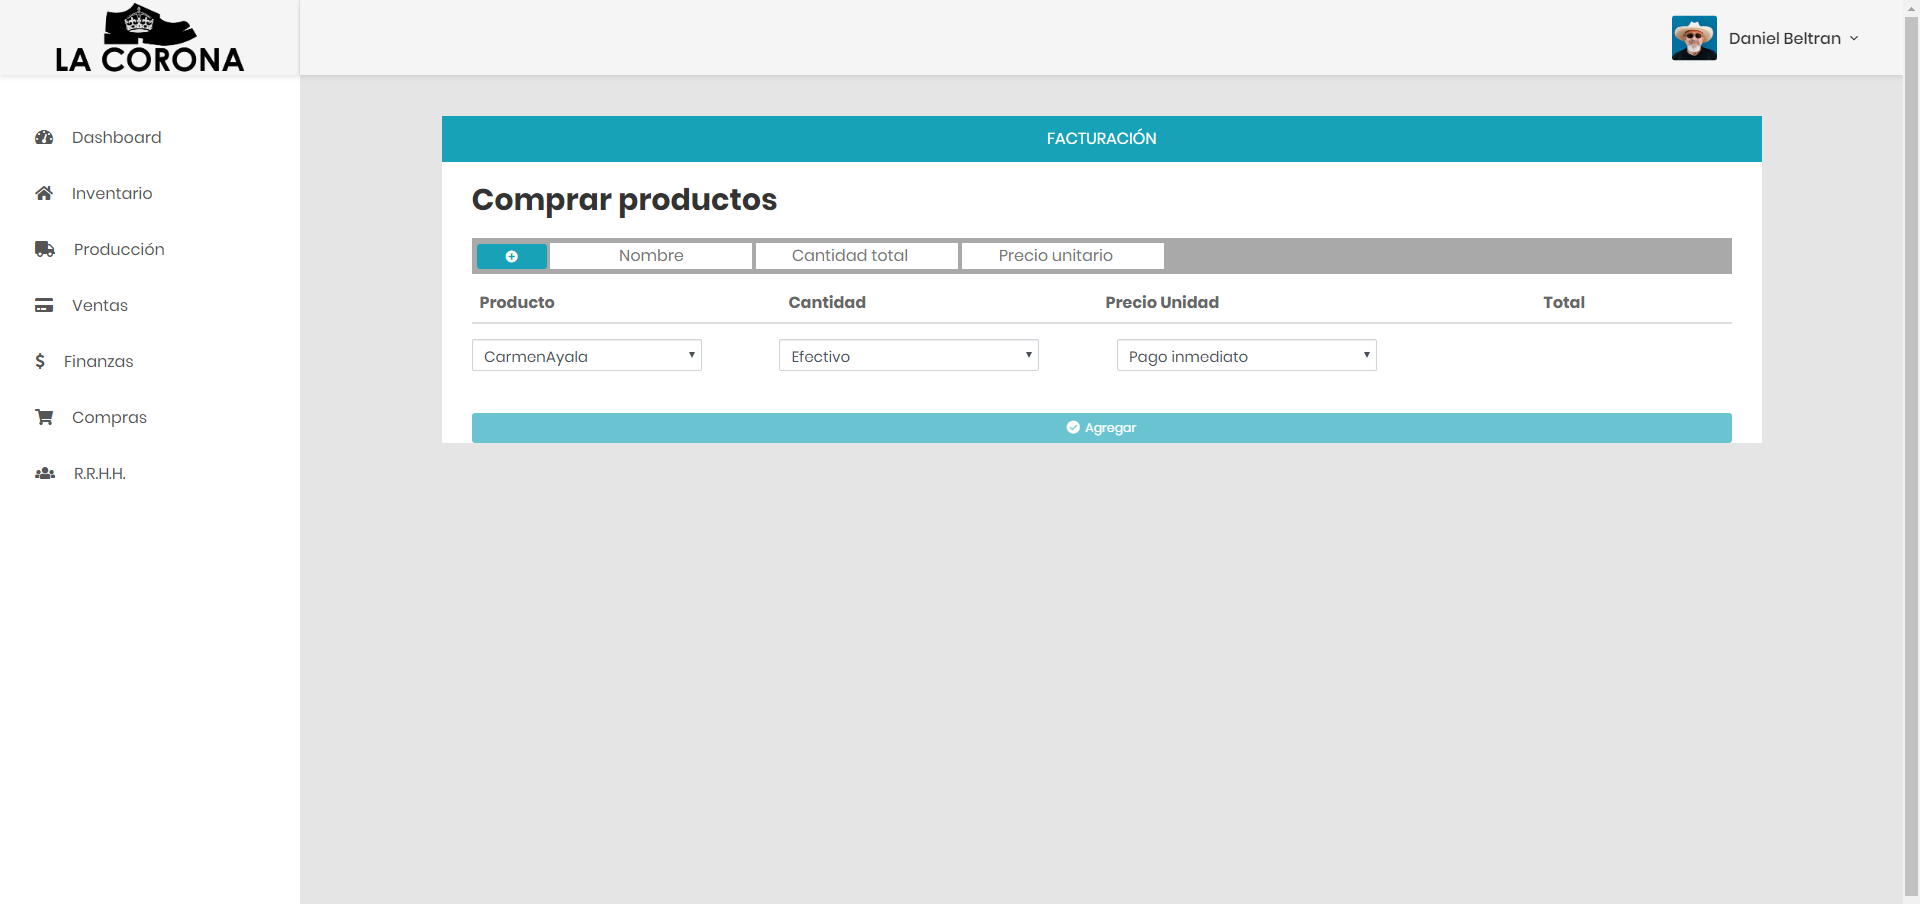 LA CORONA
Daniel Beltran
Dashboard
Inventario
Producción
Ventas
Finanzas
Compras
R.R.H.H.
FACTURACIÓN
Comprar productos
Nombre Cantidad total Precio unitario
Producto Cantidad Precio Unidad Total
CarmenAyala Efectivo Pago inmediato
Agregar